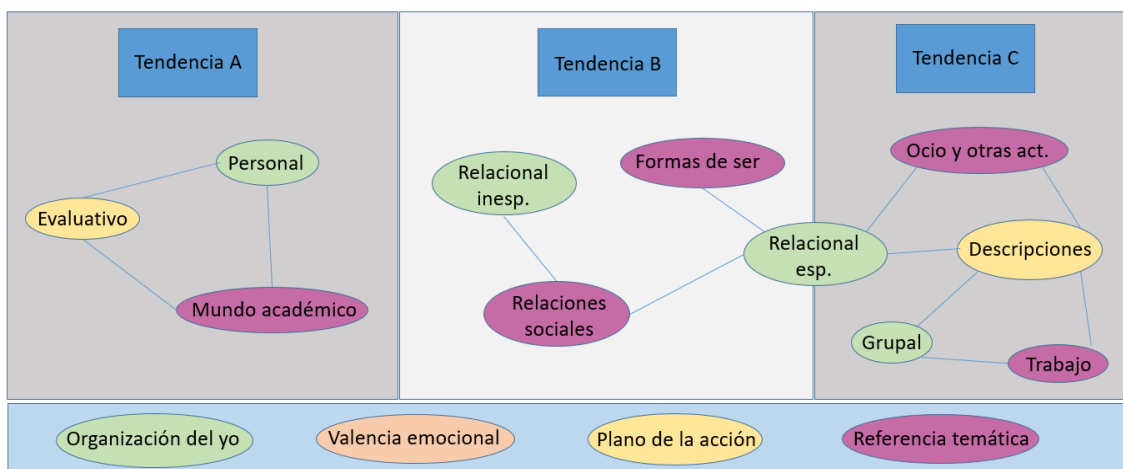 Tendencia A
Tendencia B
Tendencia C
Personal
Evaluativo
Mundo académico
Relacional
inesp.
Formas de ser
Relaciones
sociales
Relacional
esp.
Ocio y otras act.
Descripciones
Grupal
Trabajo
Organización del yo
Valencia emocional
Plano de la acción
Referencia temática